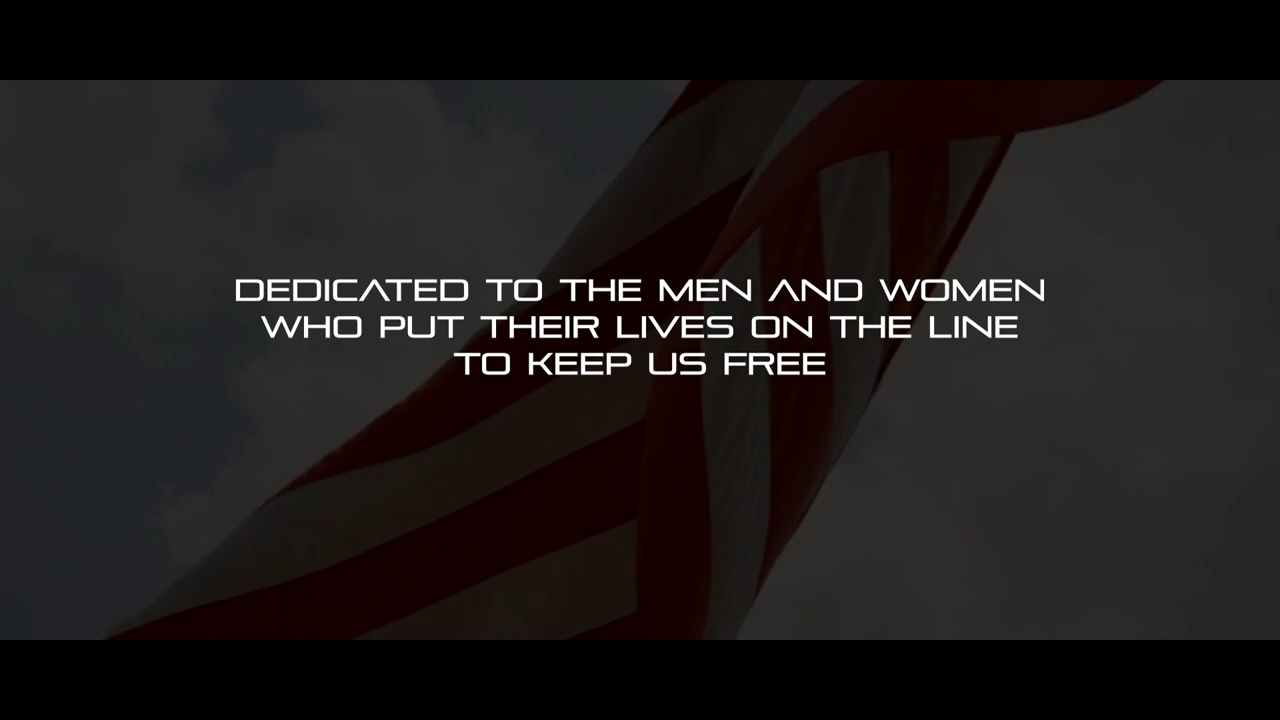 DEDICATED TO THE MEN AND WOMEN
WHO PUT THEIR LIVES ON THE LINE
TO KEEP US FREE